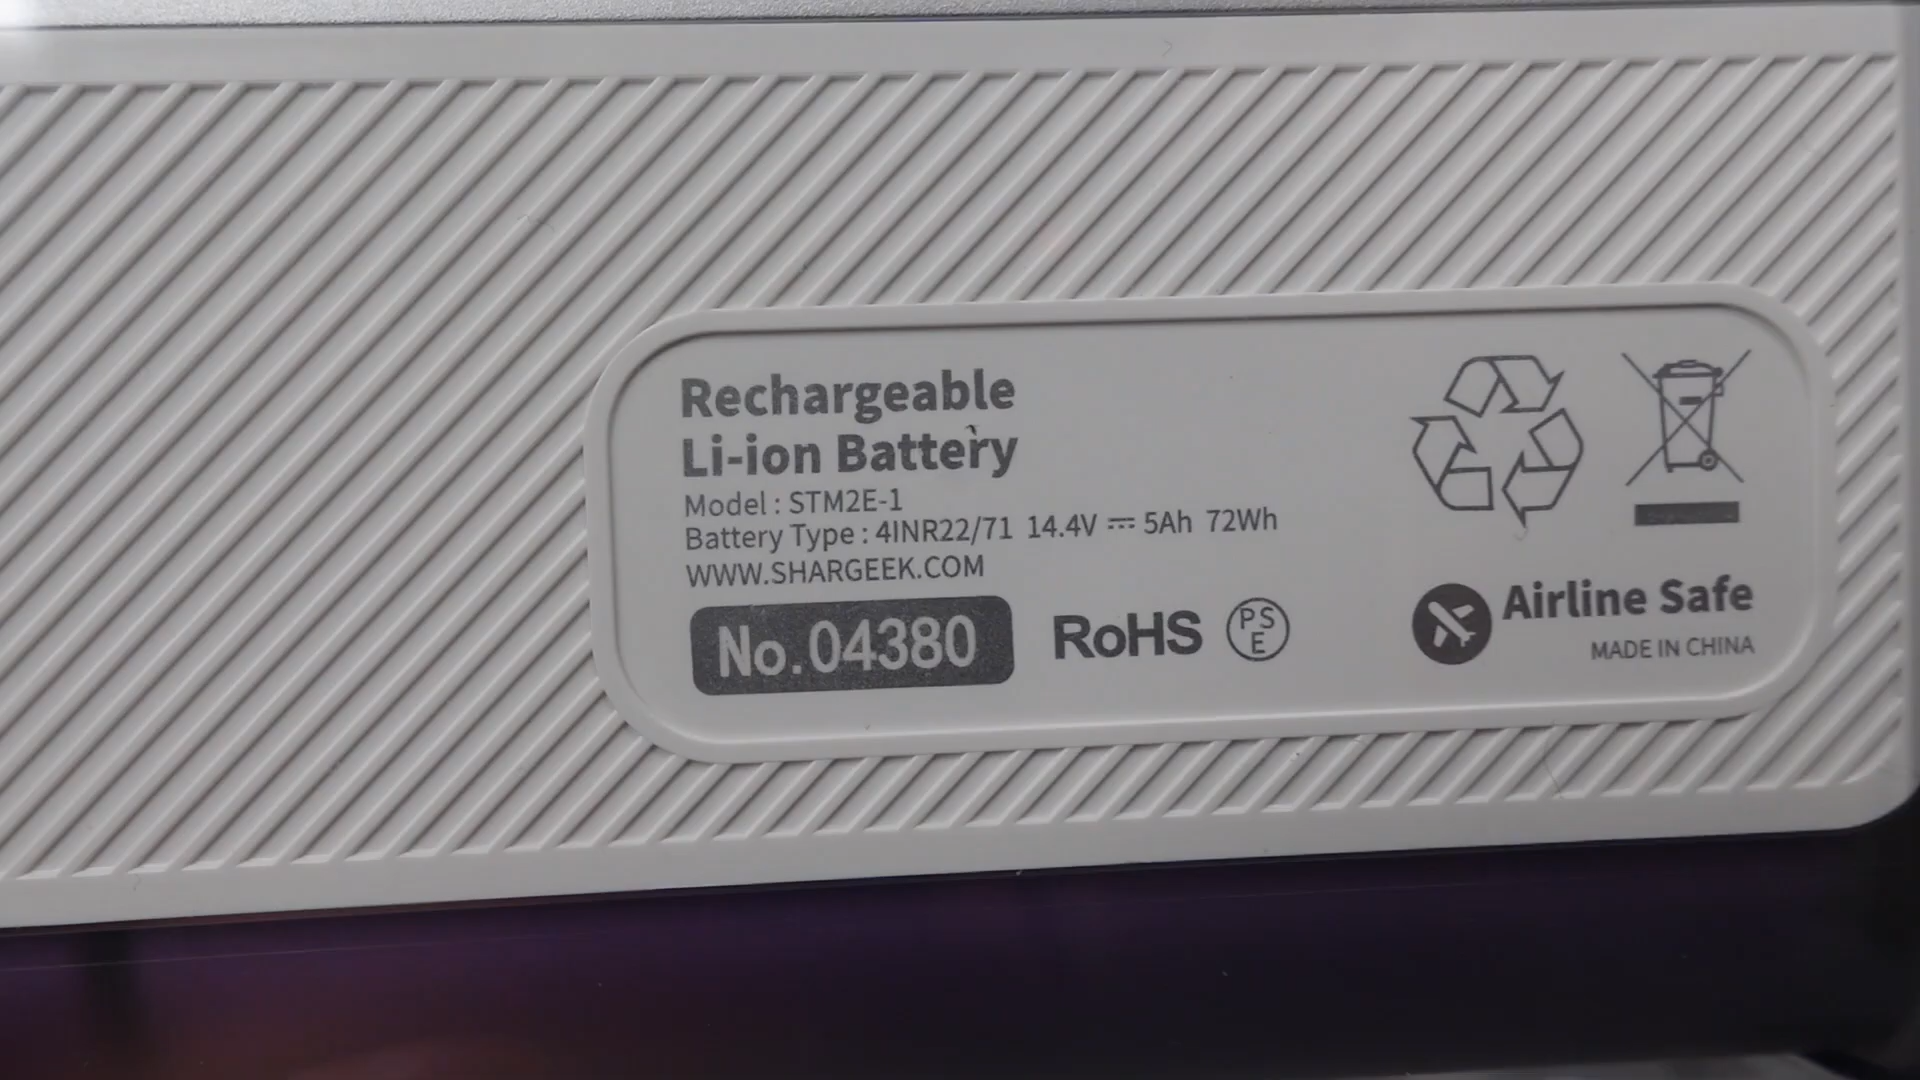 Rechargeable
Li-ion Battery
Model : STM2E-1
Battery Type : 4INR22/71 14.4V ⎓ 5Ah 72Wh
WWW.SHARGEEK.COM
No.04380
RoHS
PS
E
Airline Safe
MADE IN CHINA